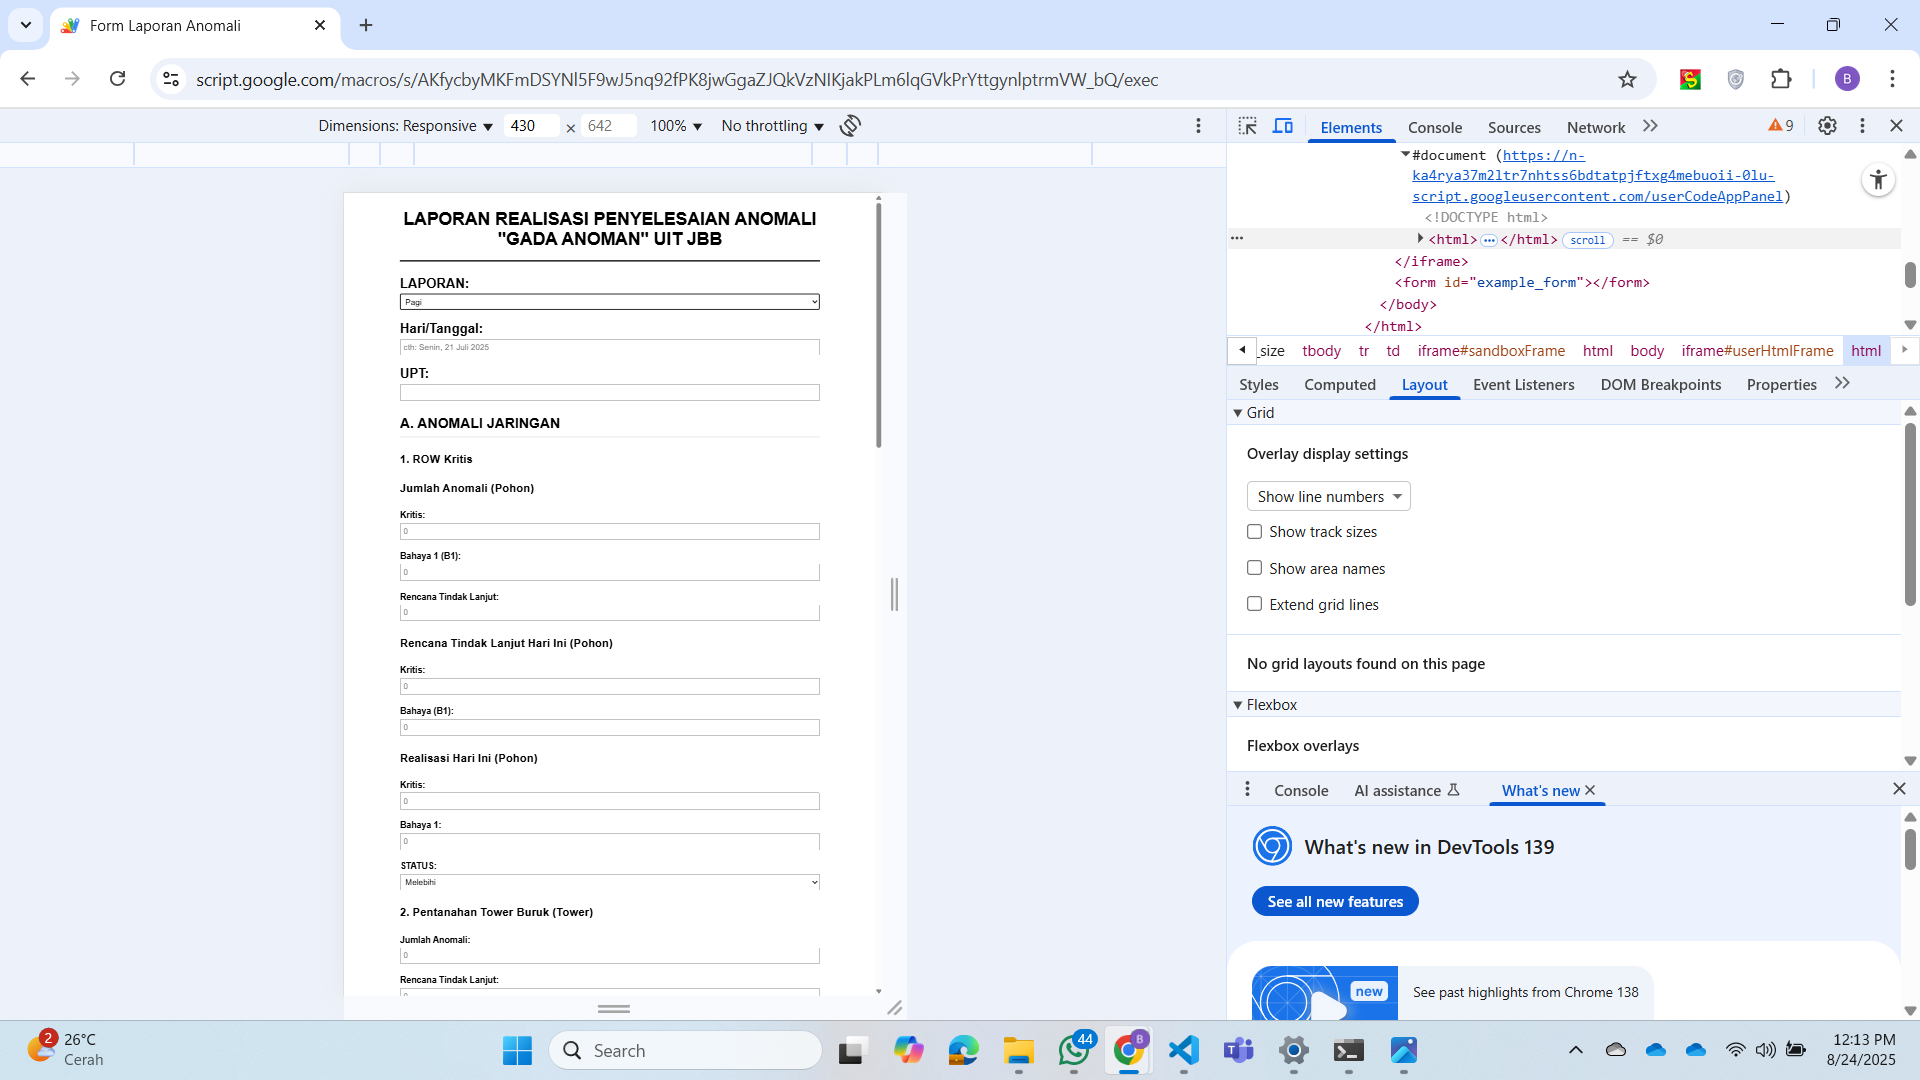 Form Laporan Anomali
script.google.com/macros/s/AKfycbyMKFmDSYNl5F9wJ5nq92fPK8jwGgaZJQkVzNIKjakPLm6lqGVkPrYttgynlptrmVW_bQ/exec
B
Dimensions: Responsive 430 × 642 100% No throttling
Elements Console Sources Network 9
#document (https://n-
ka4rya37m2ltr7nhtss6bdtatpjftxg4mebuoii-0lu-
script.googleusercontent.com/userCodeAppPanel)
<!DOCTYPE html>
<html> </html> scroll == $0
</iframe>
<form id="example_form"></form>
</body>
</html>
_size tbody tr td iframe#sandboxFrame html body iframe#userHtmlFrame html
Styles Computed Layout Event Listeners DOM Breakpoints Properties
Grid
Overlay display settings
Show line numbers
Show track sizes
Show area names
Extend grid lines
No grid layouts found on this page
Flexbox
Flexbox overlays
Console AI assistance What's new
What's new in DevTools 139
See all new features
new
See past highlights from Chrome 138
LAPORAN REALISASI PENYELESAIAN ANOMALI
"GADA ANOMAN" UIT JBB
LAPORAN:
Pagi
Hari/Tanggal:
cth: Senin, 21 Juli 2025
UPT:
A. ANOMALI JARINGAN
1. ROW Kritis
Jumlah Anomali (Pohon)
Kritis:
0
Bahaya 1 (B1):
0
Rencana Tindak Lanjut:
0
Rencana Tindak Lanjut Hari Ini (Pohon)
Kritis:
0
Bahaya (B1):
0
Realisasi Hari Ini (Pohon)
Kritis:
0
Bahaya 1:
0
STATUS:
Melebihi
2. Pentanahan Tower Buruk (Tower)
Jumlah Anomali:
0
Rencana Tindak Lanjut:
2
26°C
Cerah
Search
44
B
12:13 PM
8/24/2025